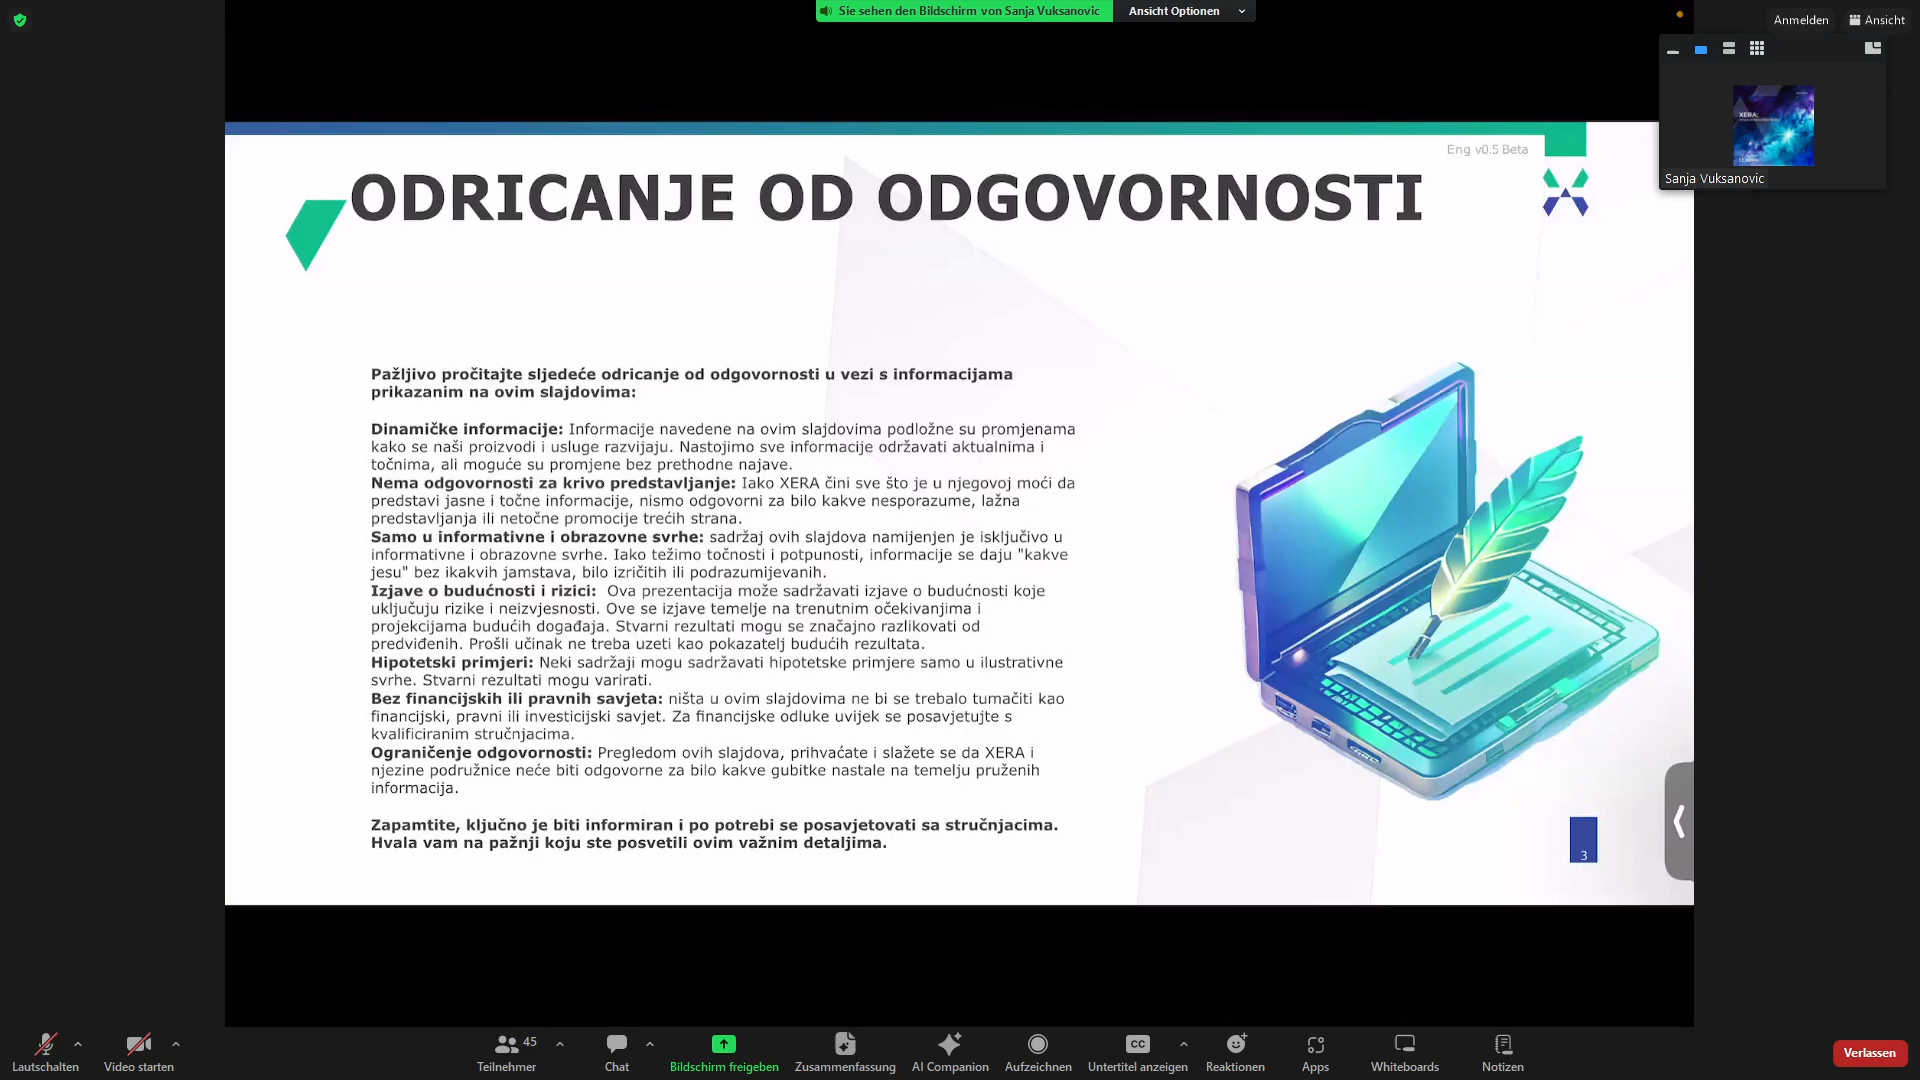 Sie sehen den Bildschirm von Sanja Vuksanovic
Ansicht Optionen
Anmelden
Ansicht
XERA:
Sanja Vuksanovic
Eng v0.5 Beta
ODRICANJE OD ODGOVORNOSTI
Pažljivo pročitajte sljedeće odricanje od odgovornosti u vezi s informacijama
prikazanim na ovim slajdovima:
Dinamičke informacije: Informacije navedene na ovim slajdovima podložne su promjenama
kako se naši proizvodi i usluge razvijaju. Nastojimo sve informacije održavati aktualnima i
točnima, ali moguće su promjene bez prethodne najave.
Nema odgovornosti za krivo predstavljanje: Iako XERA čini sve što je u njegovoj moći da
predstavi jasne i točne informacije, nismo odgovorni za bilo kakve nesporazume, lažna
predstavljanja ili netočne promocije trećih strana.
Samo u informativne i obrazovne svrhe: sadržaj ovih slajdova namijenjen je isključivo u
informativne i obrazovne svrhe. Iako težimo točnosti i potpunosti, informacije se daju "kakve
jesu" bez ikakvih jamstava, bilo izričitih ili podrazumijevanih.
Izjave o budućnosti i rizici:  Ova prezentacija može sadržavati izjave o budućnosti koje
uključuju rizike i neizvjesnosti. Ove se izjave temelje na trenutnim očekivanjima i
projekcijama budućih događaja. Stvarni rezultati mogu se značajno razlikovati od
predviđenih. Prošli učinak ne treba uzeti kao pokazatelj budućih rezultata.
Hipotetski primjeri: Neki sadržaji mogu sadržavati hipotetske primjere samo u ilustrativne
svrhe. Stvarni rezultati mogu varirati.
Bez financijskih ili pravnih savjeta: ništa u ovim slajdovima ne bi se trebalo tumačiti kao
financijski, pravni ili investicijski savjet. Za financijske odluke uvijek se posavjetujte s
kvalificiranim stručnjacima.
Ograničenje odgovornosti: Pregledom ovih slajdova, prihvaćate i slažete se da XERA i
njezine podružnice neće biti odgovorne za bilo kakve gubitke nastale na temelju pruženih
informacija.
Zapamtite, ključno je biti informiran i po potrebi se posavjetovati sa stručnjacima.
Hvala vam na pažnji koju ste posvetili ovim važnim detaljima.
3
Lautschalten
Video starten
45
Teilnehmer
Chat
Bildschirm freigeben
Zusammenfassung
AI Companion
Aufzeichnen
CC
Untertitel anzeigen
Reaktionen
Apps
Whiteboards
Notizen
Verlassen